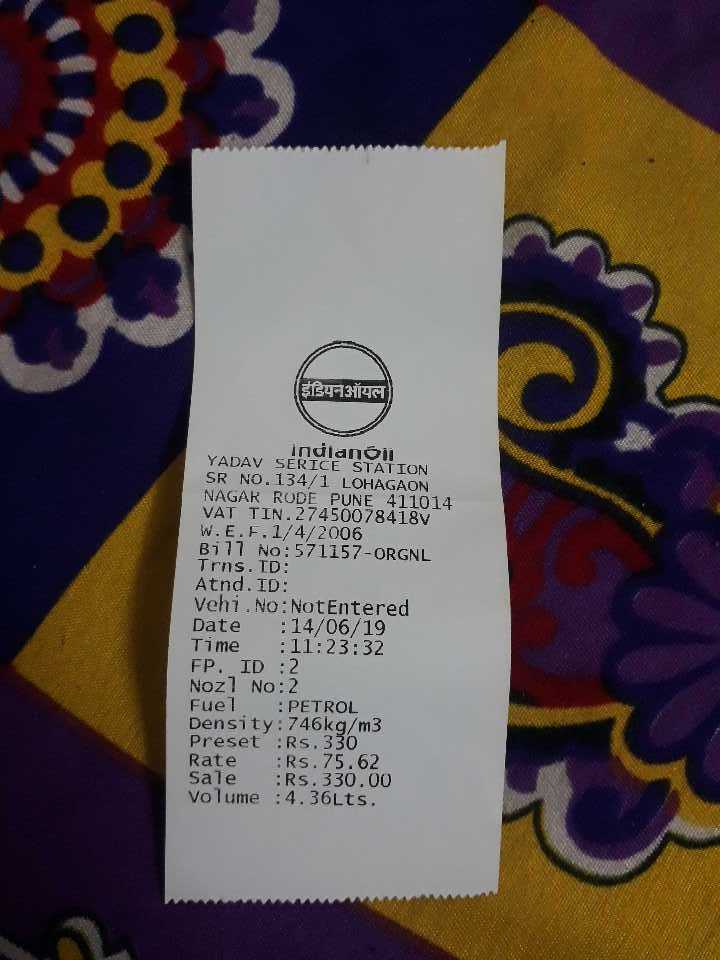 इंडियनऑयल
IndianOil
YADAV SERICE STATION
SR NO.134/1 LOHAGAON
NAGAR RODE PUNE 411014
VAT TIN.27450078418V
W.E.F.1/4/2006
Bill No:571157-ORGNL
Trns.ID:
Atnd.ID:
Vehi.No:NotEntered
Date :14/06/19
Time :11:23:32
FP. ID :2
Nozl No:2
Fuel :PETROL
Density:746kg/m3
Preset :Rs.330
Rate :Rs.75.62
Sale :Rs.330.00
Volume :4.36Lts.